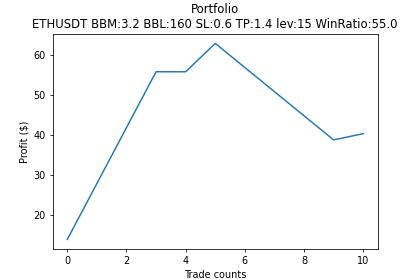 Portfolio
ETHUSDT BBM:3.2 BBL:160 SL:0.6 TP:1.4 lev:15 WinRatio:55.0
60
50
40
30
20
Profit ($)
0 2 4 6 8 10
Trade counts